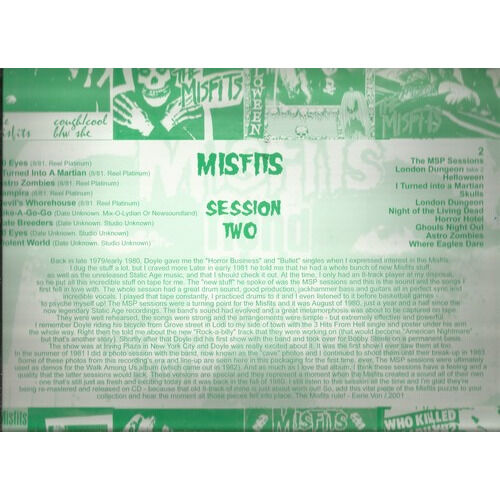 THE MISFITS
cough/cool
b/w she
OWEEN
MISFITS
SESSION
TWO
Eyes (8/81. Reel Platinum)
Turned Into A Martian (8/81. Reel Platinum)
stro Zombies (8/81. Reel Platinum)
ampira (8/81. Reel Platinum)
evil's Whorehouse (8/81. Reel Platinum)
ike-A-Go-Go (Date Unknown. Mix-O-Lydian Or Newsoundland)
ate Breeders (Date Unknown. Studio Unknown)
Eyes (Date Unknown. Studio Unknown)
iolent World (Date Unknown. Studio Unknown)
2
The MSP Sessions
London Dungeon take 2
Helloween
I Turned into a Martian
Skulls
London Dungeon
Night of the Living Dead
Horror Hotel
Ghouls Night Out
Astro Zombies
Where Eagles Dare
Back in late 1979/early 1980, Doyle gave me the "Horror Business" and "Bullet" singles when I expressed interest in the Misfits.
I dug the stuff a lot, but I craved more Later in early 1981 he told me that he had a whole bunch of new Misfits stuff,
as well as the unreleased Static Age music, and that I should check it out. At the time, I only had an 8-track player at my disposal,
so he put all this incredible stuff on tape for me. The "new stuff" he spoke of was the MSP sessions and this is the sound and the songs I
first fell in love with. The whole session had a great drum sound, good production, jackhammer bass and guitars all in perfect sync and
incredible vocals. I played that tape constantly, I practiced drums to it and I even listened to it before basketball games
to psyche myself up! The MSP sessions were a turning point for the Misfits and it was August of 1980, just a year and a half since the
now legendary Static Age recordings. The band's sound had evolved and a great metamorphosis was about to be captured on tape.
They were well rehearsed, the songs were strong and the arrangements were simple - but extremely effective and powerful
I remember Doyle riding his bicycle from Grove street in Lodi to my side of town with the 3 Hits From Hell single and poster under his arm
the whole way. Right then he told me about the new "Rock-a-billy" track that they were working on (that would become, "American Nightmare"
but that's another story). Shortly after that Doyle did his first show with the band and took over for Bobby Steele on a permanent basis.
This show was at Irving Plaza in New York City and Doyle was really excited about it. It was the first show I ever saw them at too.
In the summer of 1981 I did a photo session with the band, now known as the "cave" photos and I continued to shoot them until their break-up in 1983
some of the photos from this recording's era and line-up are seen here in this packaging for the first time, ever. The MSP sessions were ultimately
used as demos for the Walk Among Us album (which came out in 1982). And as much as I love that album, I think these sessions have a feeling and a
quality that the latter sessions would lack. These versions are special and they represent a moment when the Misfits created a sound all of their own
- one that's still just as fresh and exciting today as it was back in the fall of 1980. I still listen to this session all the time and I'm glad they're
being re-mastered and released on CD - because that old 8-track of mine is just about worn out! So, add this vital piece of the Misfits puzzle to your
collection and hear the moment all those pieces fell into place. The Misfits rule! - Eerie Von / 2001
MISFITS
WHO KILLED